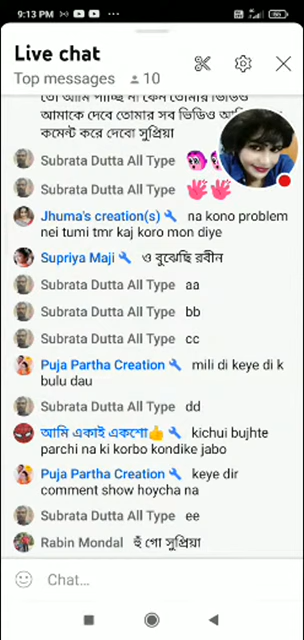 9:13 PM
Live chat
Top messages 10
আমাকে দেবে তোমার সব ভিডিও
কমেন্ট করে দেবো সুপ্রিয়া
Subrata Dutta All Type
Subrata Dutta All Type
Jhuma's creation(s) na kono problem
nei tumi tmr kaj koro mon diye
Supriya Maji ও বুঝেছি রবীন
Subrata Dutta All Type aa
Subrata Dutta All Type bb
Subrata Dutta All Type cc
Puja Partha Creation mili di keye di k
bulu dau
Subrata Dutta All Type dd
আমি একাই একশো👍 kichui bujhte
parchi na ki korbo kondike jabo
Puja Partha Creation keye dir
comment show hoycha na
Subrata Dutta All Type ee
Rabin Mondal হুঁ গো সুপ্রিয়া
Chat...